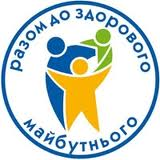 разом до здорового
майбутнього